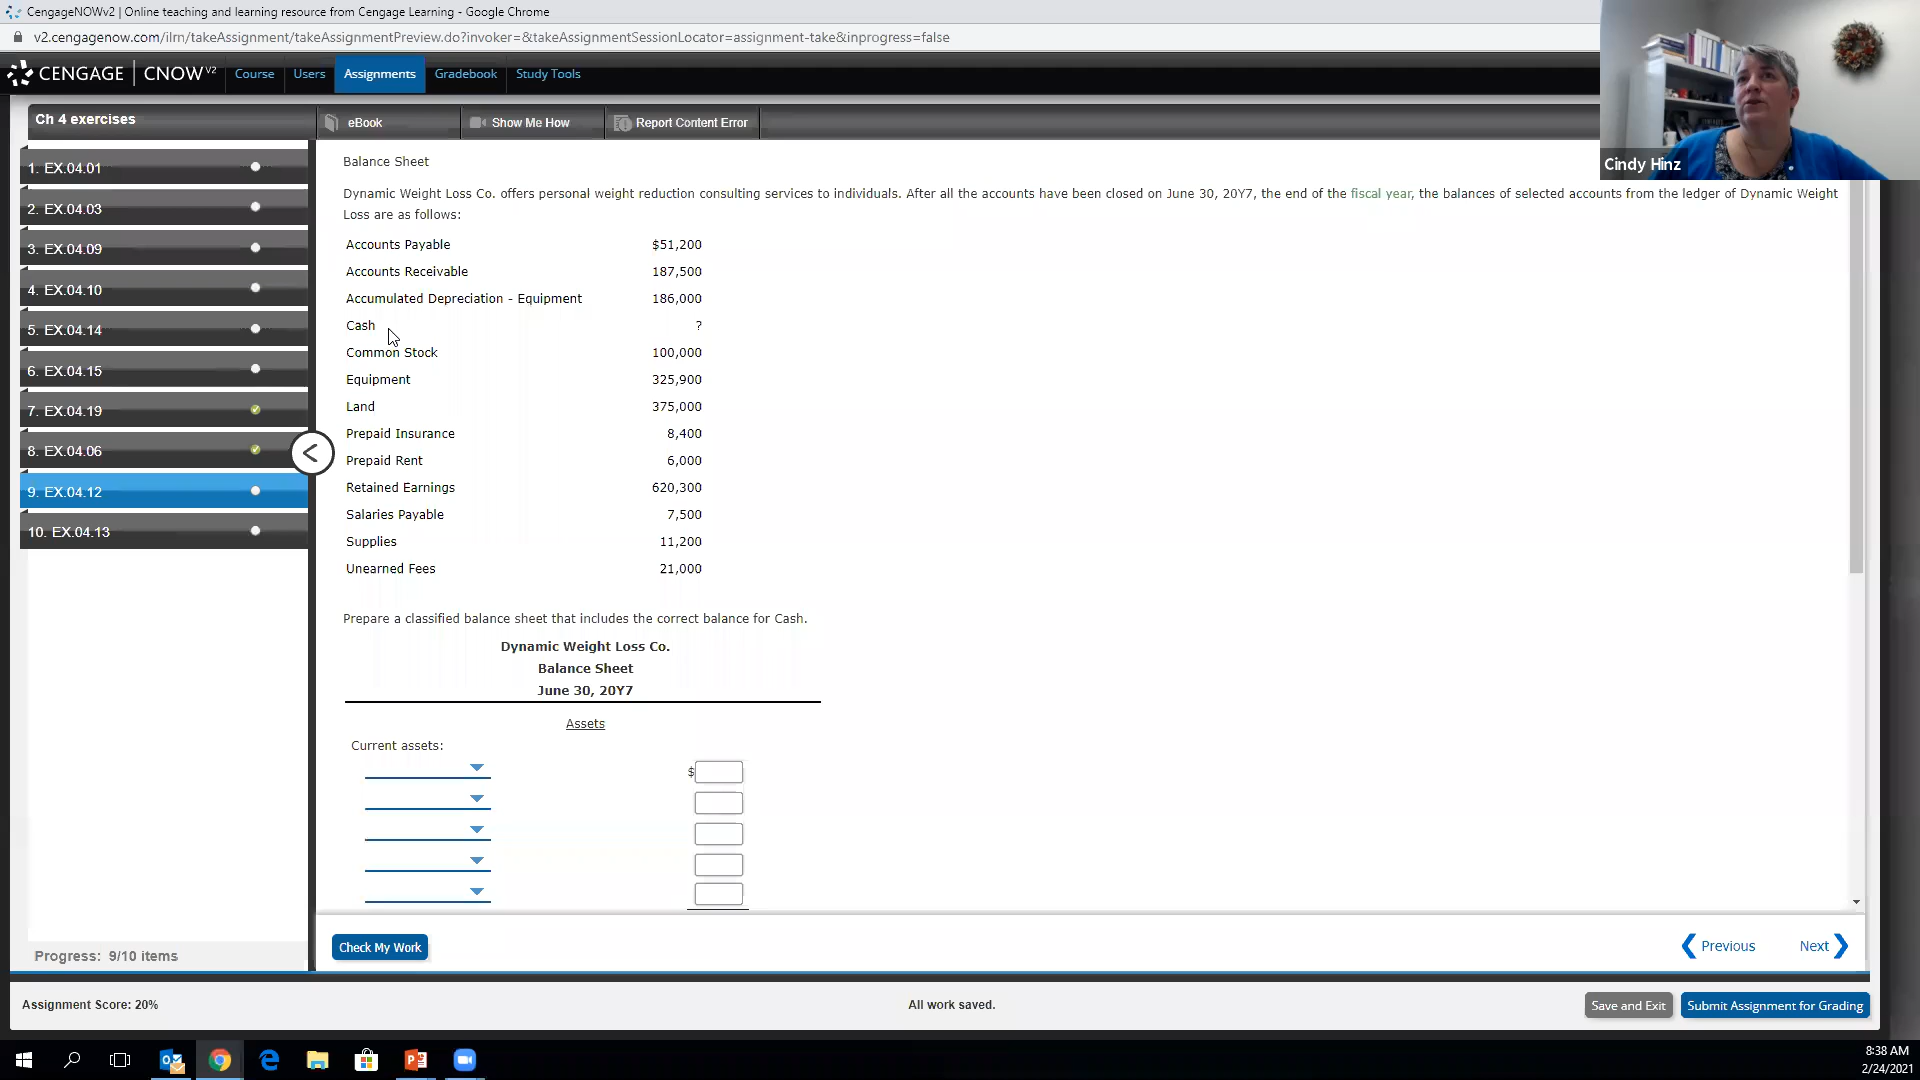 CengageNOWv2 | Online teaching and learning resource from Cengage Learning - Google Chrome
v2.cengagenow.com/ilrn/takeAssignment/takeAssignmentPreview.do?invoker=&takeAssignmentSessionLocator=assignment-take&inprogress=false
CENGAGE | CNOWv2 Course Users Assignments Gradebook Study Tools
Ch 4 exercises
eBook Show Me How Report Content Error
Cindy Hinz
1. EX.04.01
2. EX.04.03
3. EX.04.09
4. EX.04.10
5. EX.04.14
6. EX.04.15
7. EX.04.19
8. EX.04.06
9. EX.04.12
10. EX.04.13
Progress: 9/10 items
Balance Sheet
Dynamic Weight Loss Co. offers personal weight reduction consulting services to individuals. After all the accounts have been closed on June 30, 20Y7, the end of the fiscal year, the balances of selected accounts from the ledger of Dynamic Weight
Loss are as follows:
Accounts Payable $51,200
Accounts Receivable 187,500
Accumulated Depreciation - Equipment 186,000
Cash ?
Common Stock 100,000
Equipment 325,900
Land 375,000
Prepaid Insurance 8,400
Prepaid Rent 6,000
Retained Earnings 620,300
Salaries Payable 7,500
Supplies 11,200
Unearned Fees 21,000
Prepare a classified balance sheet that includes the correct balance for Cash.
Dynamic Weight Loss Co.
Balance Sheet
June 30, 20Y7
Assets
Current assets:
$
Check My Work
Previous Next
Assignment Score: 20% All work saved. Save and Exit Submit Assignment for Grading
8:38 AM
2/24/2021